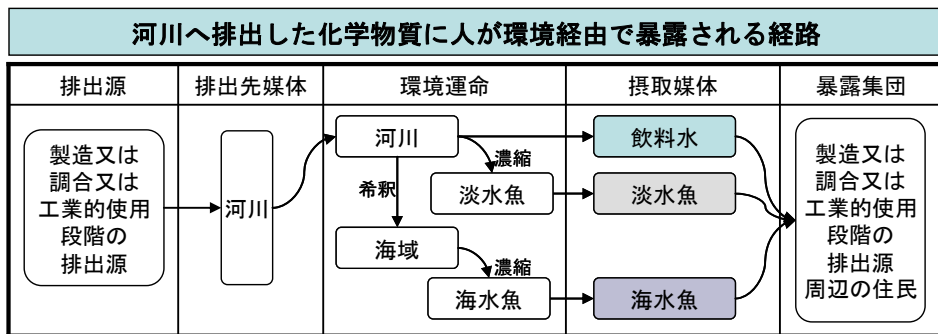 河川へ排出した化学物質に人が環境経由で暴露される経路
排出源
排出先媒体
環境運命
摂取媒体
暴露集団
製造又は
調合又は
工業的使用
段階の
排出源
河川
河川
濃縮
希釈
淡水魚
海域
濃縮
海水魚
飲料水
淡水魚
海水魚
製造又は
調合又は
工業的使用
段階の
排出源
周辺の住民